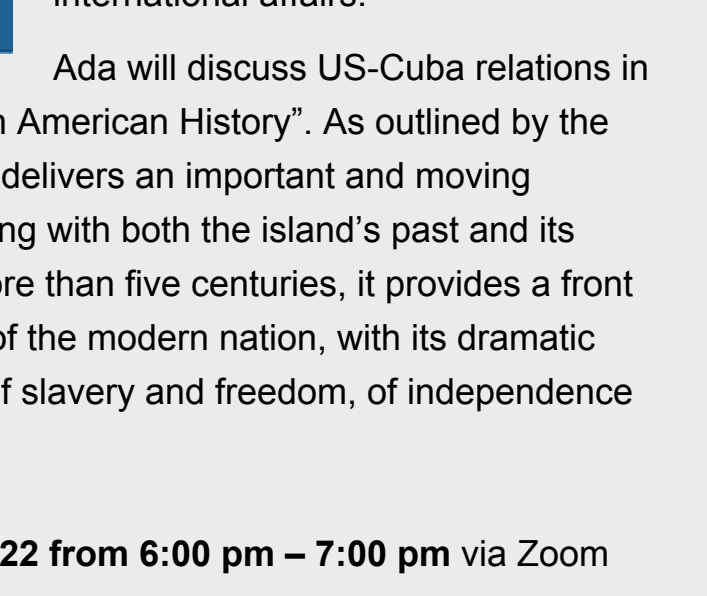 international affairs.
Ada will discuss US-Cuba relations in
American History”. As outlined by the
delivers an important and moving
ng with both the island’s past and its
ore than five centuries, it provides a front
of the modern nation, with its dramatic
f slavery and freedom, of independence
22 from 6:00 pm – 7:00 pm via Zoom